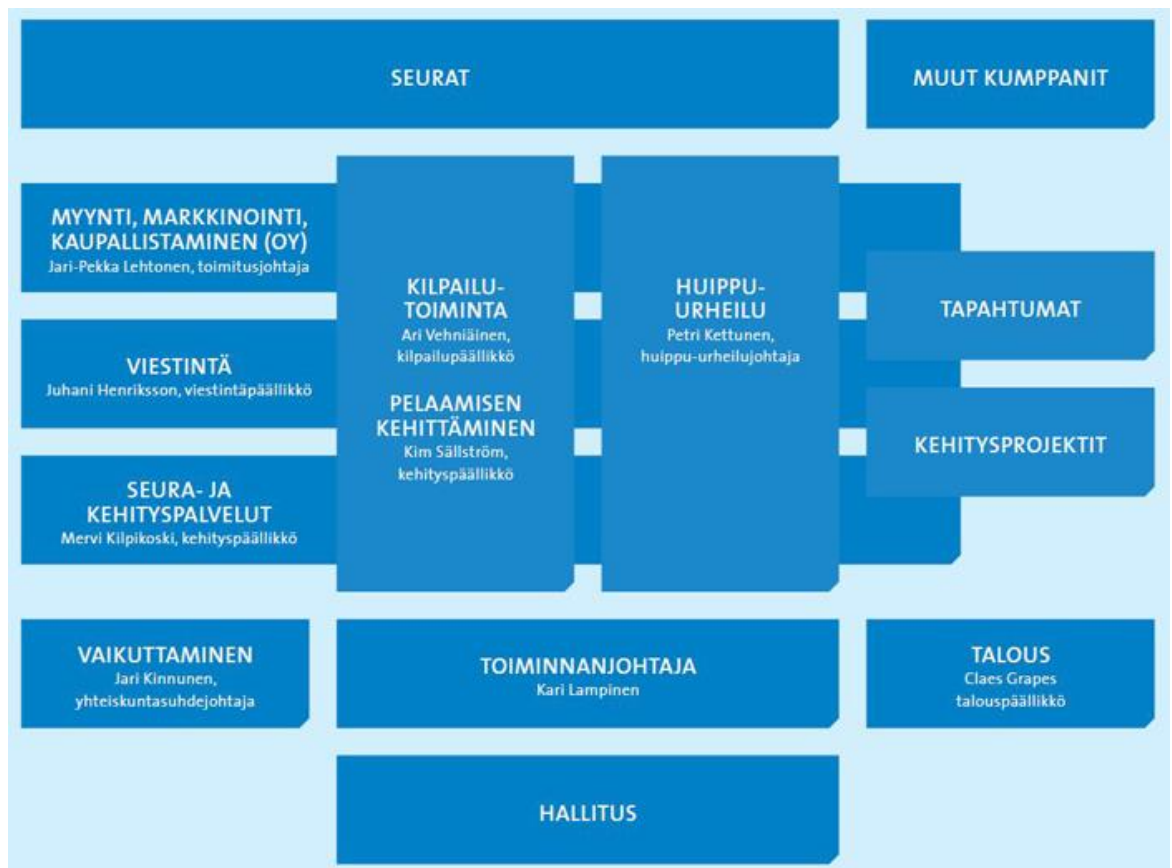 SEURAT
MUUT KUMPPANIT
MYYNTI, MARKKINOINTI,
KAUPALLISTAMINEN (OY)
Jari-Pekka Lehtonen, toimitusjohtaja
VIESTINTÄ
Juhani Henriksson, viestintäpäällikkö
SEURA- JA
KEHITYSPALVELUT
Mervi Kilpikoski, kehityspäällikkö
KILPAILU-
TOIMINTA
Ari Vehniäinen,
kilpailupäällikkö
PELAAMISEN
KEHITTÄMINEN
Kim Sällström,
kehityspäällikkö
HUIPPU-
URHEILU
Petri Kettunen,
huippu-urheilujohtaja
TAPAHTUMAT
KEHITYSPROJEKTIT
VAIKUTTAMINEN
Jari Kinnunen,
yhteiskuntasuhdejohtaja
TOIMINNANJOHTAJA
Kari Lampinen
TALOUS
Claes Grapes
talouspäällikkö
HALLITUS